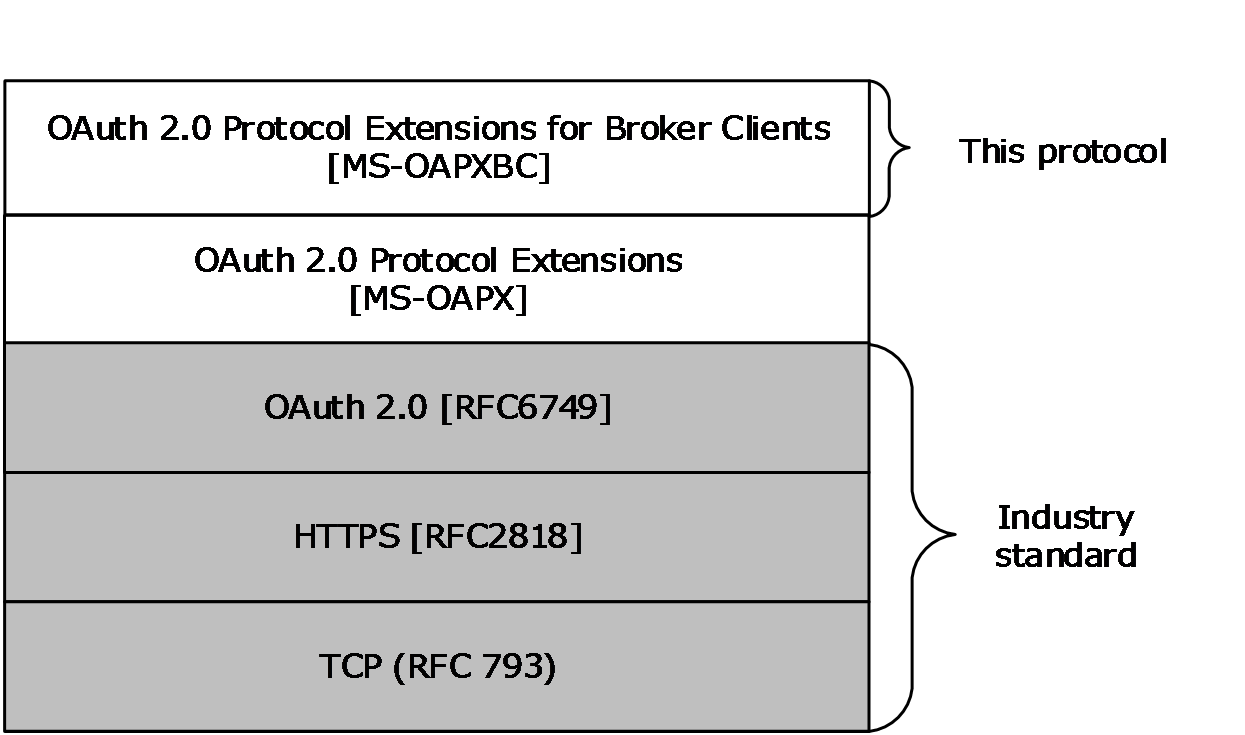 OAuth 2.0 Protocol Extensions for Broker Clients
[MS-OAPXBC]
This protocol
OAuth 2.0 Protocol Extensions
[MS-OAPX]
OAuth 2.0 [RFC6749]
HTTPS [RFC2818]
Industry
standard
TCP (RFC 793)